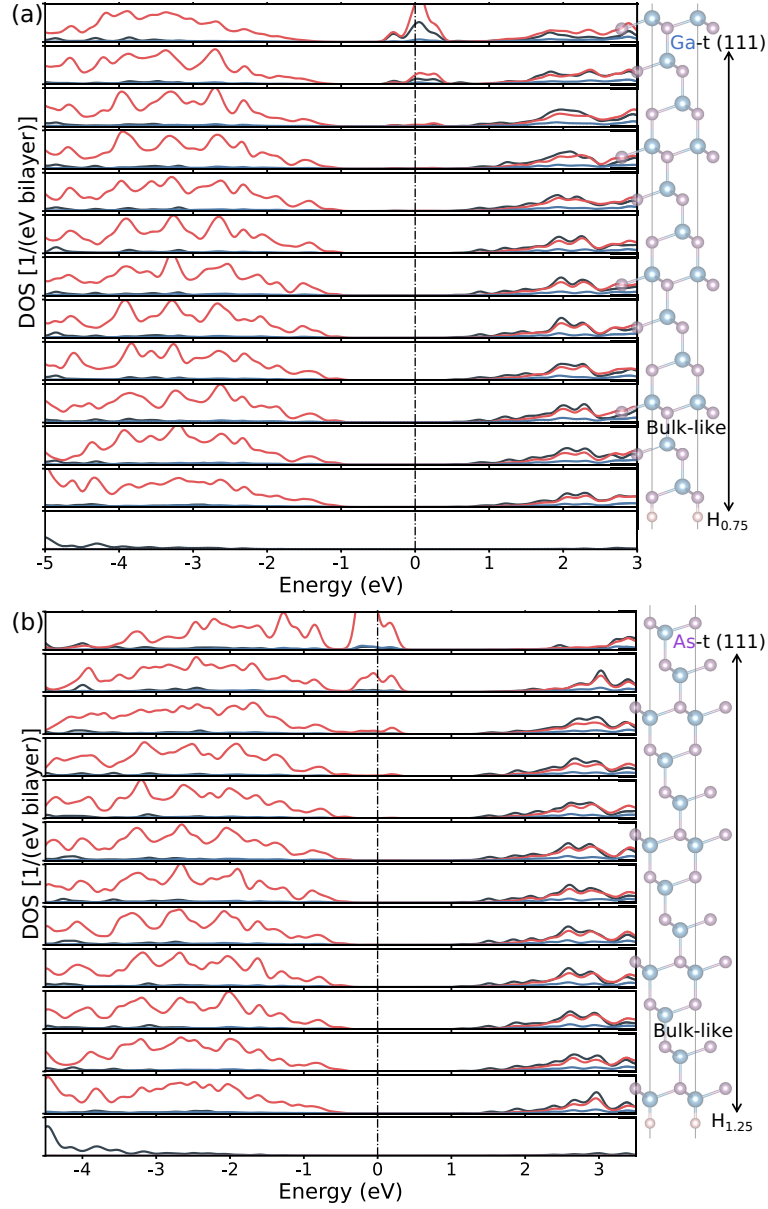 (a)
Ga-t (111)
DOS [1/(eV bilayer)]
Bulk-like
H0.75
-5 -4 -3 -2 -1 0 1 2 3
Energy (eV)
(b)
As-t (111)
DOS [1/(eV bilayer)]
Bulk-like
H1.25
-4 -3 -2 -1 0 1 2 3
Energy (eV)